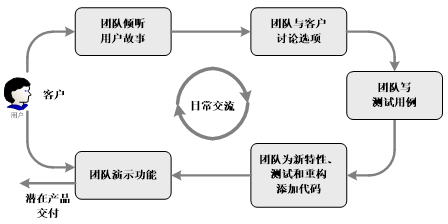 团队倾听
用户故事
团队与客户
讨论选项
团队写
测试用例
客户
用户
日常交流
团队为新特性、
测试和重构
添加代码
团队演示功能
潜在产品
交付